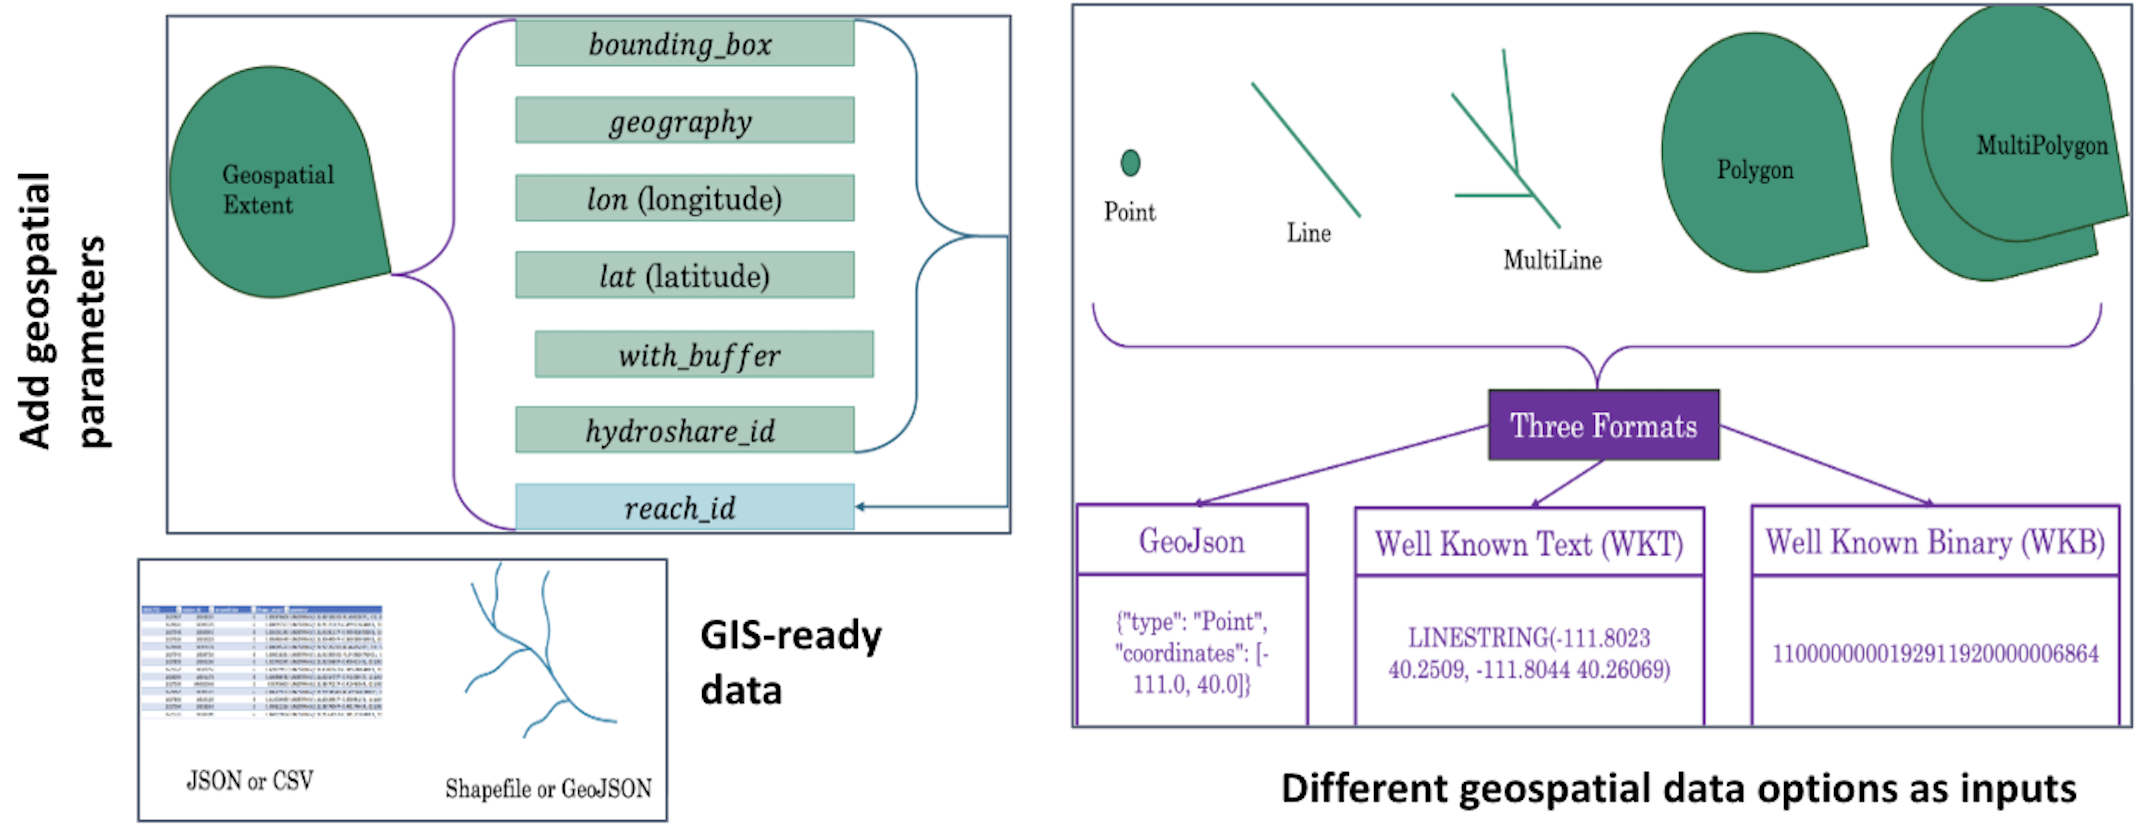 Add geospatial
parameters
Geospatial
Extent
bounding_box
geography
lon (longitude)
lat (latitude)
with_buffer
hydroshare_id
reach_id
JSON or CSV
Shapefile or GeoJSON
GIS-ready
data
Point
Line
MultiLine
Polygon
MultiPolygon
Three Formats
GeoJson
{"type": "Point",
"coordinates": [-
111.0, 40.0]}
Well Known Text (WKT)
LINESTRING(-111.8023
40.2509, -111.8044 40.26069)
Well Known Binary (WKB)
1100000000192911920000006864
Different geospatial data options as inputs